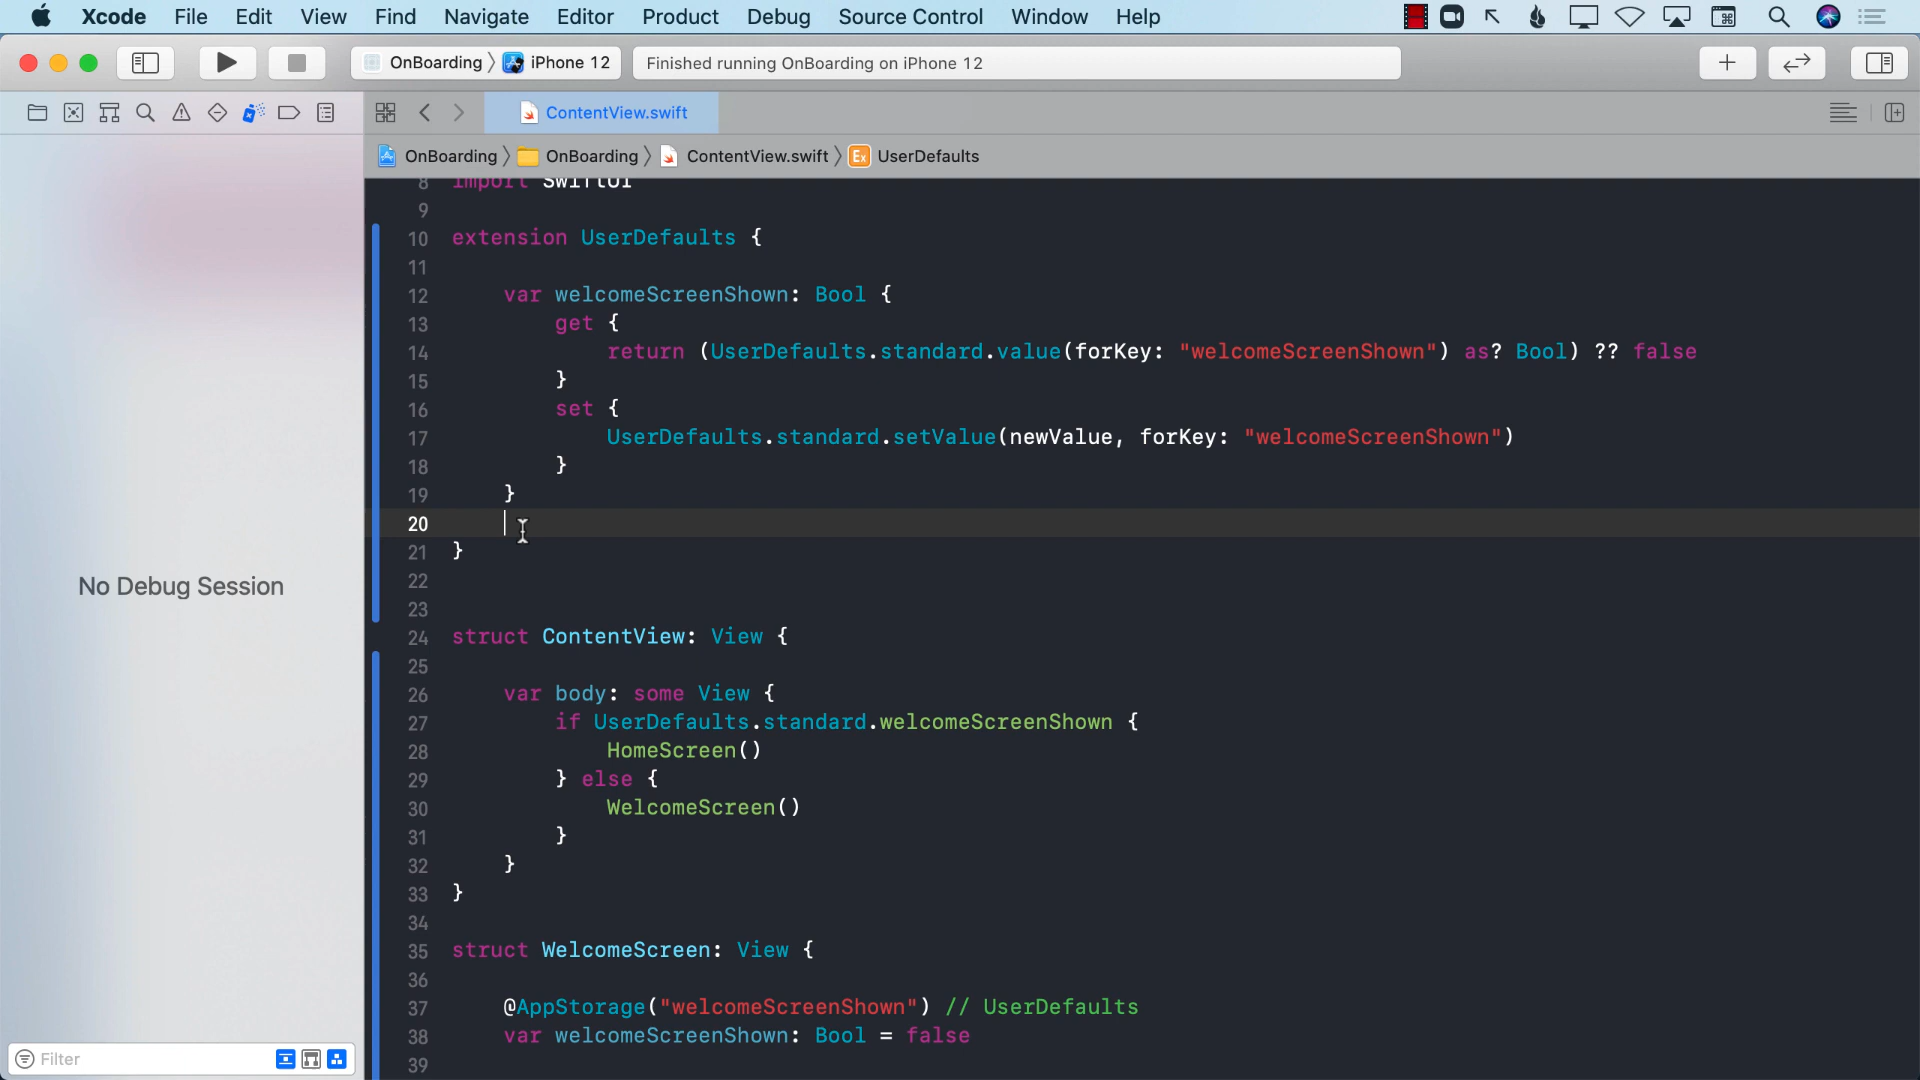 Xcode File Edit View Find Navigate Editor Product Debug Source Control Window Help
OnBoarding 〉 iPhone 12
Finished running OnBoarding on iPhone 12
ContentView.swift
OnBoarding 〉 OnBoarding 〉 ContentView.swift 〉 Ex UserDefaults
8 import SwiftUI
9
10 extension UserDefaults {
11
12 var welcomeScreenShown: Bool {
13 get {
14 return (UserDefaults.standard.value(forKey: "welcomeScreenShown") as? Bool) ?? false
15 }
16 set {
17 UserDefaults.standard.setValue(newValue, forKey: "welcomeScreenShown")
18 }
19 }
20
21 }
22
23
24 struct ContentView: View {
25
26 var body: some View {
27 if UserDefaults.standard.welcomeScreenShown {
28 HomeScreen()
29 } else {
30 WelcomeScreen()
31 }
32 }
33 }
34
35 struct WelcomeScreen: View {
36
37 @AppStorage("welcomeScreenShown") // UserDefaults
38 var welcomeScreenShown: Bool = false
39
No Debug Session
Filter